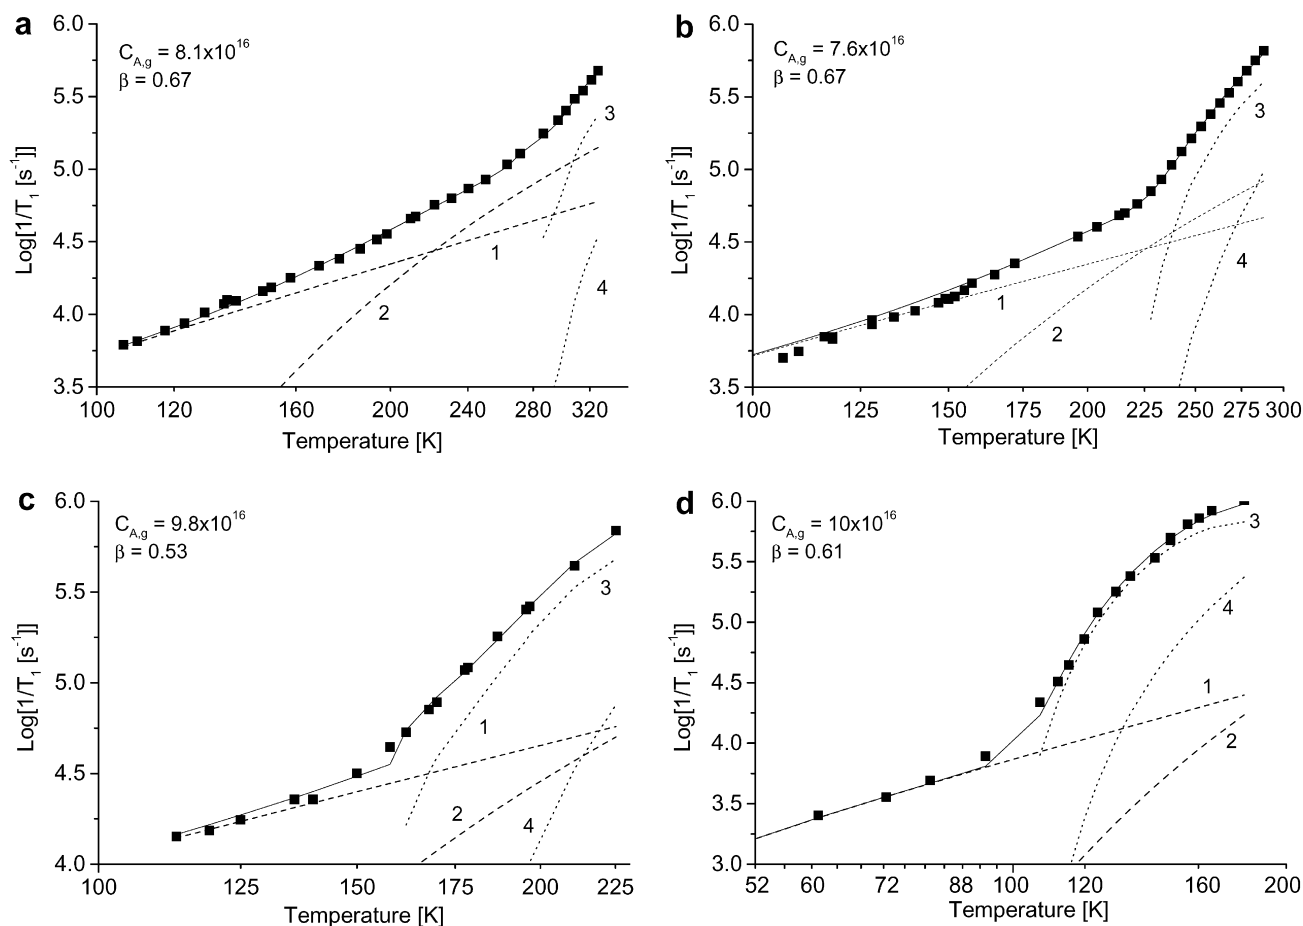 a
C_A,g = 8.1x10^16
β = 0.67
Log[1/T_1 [s^-1]]
6.0
5.5
5.0
4.5
4.0
3.5
1
2
3
4
100 120 160 200 240 280 320
Temperature [K]
b
C_A,g = 7.6x10^16
β = 0.67
Log[1/T_1 [s^-1]]
6.0
5.5
5.0
4.5
4.0
3.5
3
4
1
2
100 125 150 175 200 225 250 275 300
Temperature [K]
c
C_A,g = 9.8x10^16
β = 0.53
Log[1/T_1 [s^-1]]
6.0
5.5
5.0
4.5
4.0
3
1
2
4
100 125 150 175 200 225
Temperature [K]
d
C_A,g = 10x10^16
β = 0.61
Log[1/T_1 [s^-1]]
6.0
5.5
5.0
4.5
4.0
3.5
3.0
3
4
1
2
52 60 72 88 100 120 160 200
Temperature [K]